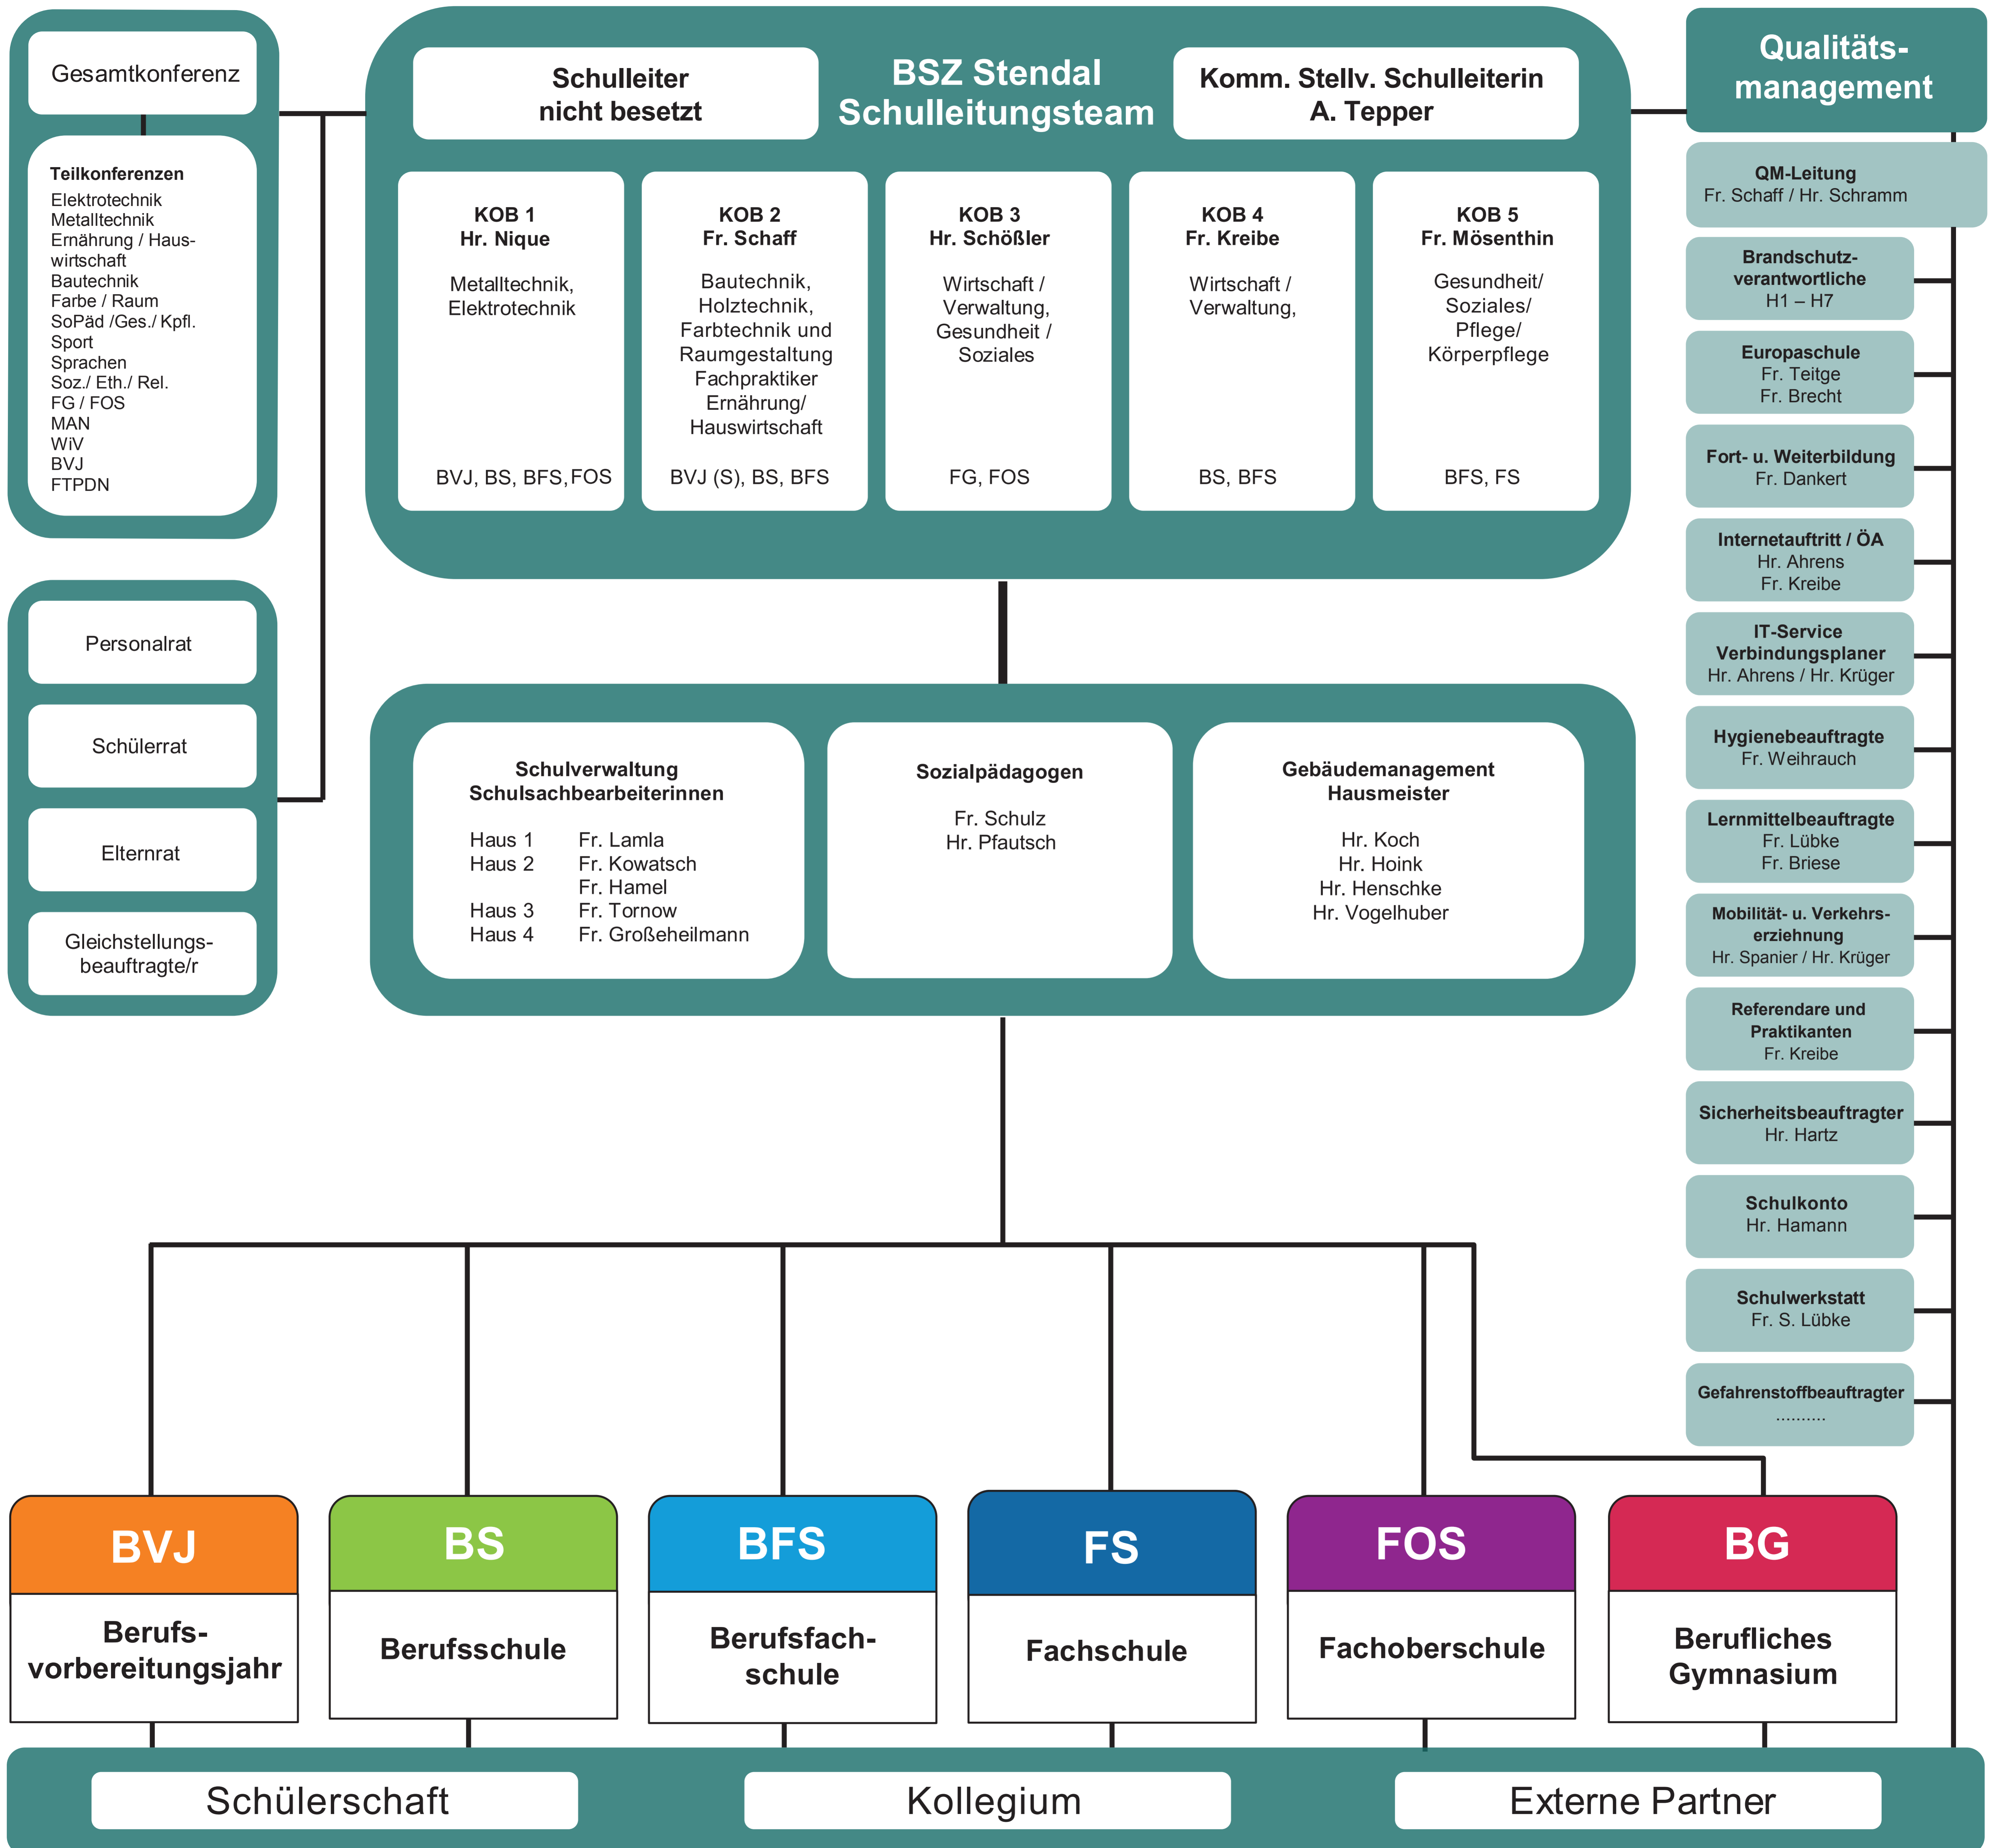 Gesamtkonferenz
Teilkonferenzen
Elektrotechnik
Metalltechnik
Ernährung / Haus-
wirtschaft
Bautechnik
Farbe / Raum
SoPäd /Ges./ Kpfl.
Sport
Sprachen
Soz./ Eth./ Rel.
FG / FOS
MAN
WiV
BVJ
FTPDN
Personalrat
Schülerrat
Elternrat
Gleichstellungs-
beauftragte/r
Schulleiter
nicht besetzt
BSZ Stendal
Schulleitungsteam
Komm. Stellv. Schulleiterin
A. Tepper
KOB 1
Hr. Nique
Metalltechnik,
Elektrotechnik
BVJ, BS, BFS, FOS
KOB 2
Fr. Schaff
Bautechnik,
Holztechnik,
Farbtechnik und
Raumgestaltung
Fachpraktiker
Ernährung/
Hauswirtschaft
BVJ (S), BS, BFS
KOB 3
Hr. Schößler
Wirtschaft /
Verwaltung,
Gesundheit /
Soziales
FG, FOS
KOB 4
Fr. Kreibe
Wirtschaft /
Verwaltung,
BS, BFS
KOB 5
Fr. Mösenthin
Gesundheit/
Soziales/
Pflege/
Körperpflege
BFS, FS
Schulverwaltung
Schulsachbearbeiterinnen
Haus 1 Fr. Lamla
Haus 2 Fr. Kowatsch
Fr. Hamel
Haus 3 Fr. Tornow
Haus 4 Fr. Großeheilmann
Sozialpädagogen
Fr. Schulz
Hr. Pfautsch
Gebäudemanagement
Hausmeister
Hr. Koch
Hr. Hoink
Hr. Henschke
Hr. Vogelhuber
Qualitäts-
management
QM-Leitung
Fr. Schaff / Hr. Schramm
Brandschutz-
verantwortliche
H1 – H7
Europaschule
Fr. Teitge
Fr. Brecht
Fort- u. Weiterbildung
Fr. Dankert
Internetauftritt / ÖA
Hr. Ahrens
Fr. Kreibe
IT-Service
Verbindungsplaner
Hr. Ahrens / Hr. Krüger
Hygienebeauftragte
Fr. Weihrauch
Lernmittelbeauftragte
Fr. Lübke
Fr. Briese
Mobilität- u. Verkehrs-
erziehnung
Hr. Spanier / Hr. Krüger
Referendare und
Praktikanten
Fr. Kreibe
Sicherheitsbeauftragter
Hr. Hartz
Schulkonto
Hr. Hamann
Schulwerkstatt
Fr. S. Lübke
Gefahrenstoffbeauftragter
..........
BVJ
Berufs-
vorbereitungsjahr
BS
Berufsschule
BFS
Berufsfach-
schule
FS
Fachschule
FOS
Fachoberschule
BG
Berufliches
Gymnasium
Schülerschaft
Kollegium
Externe Partner